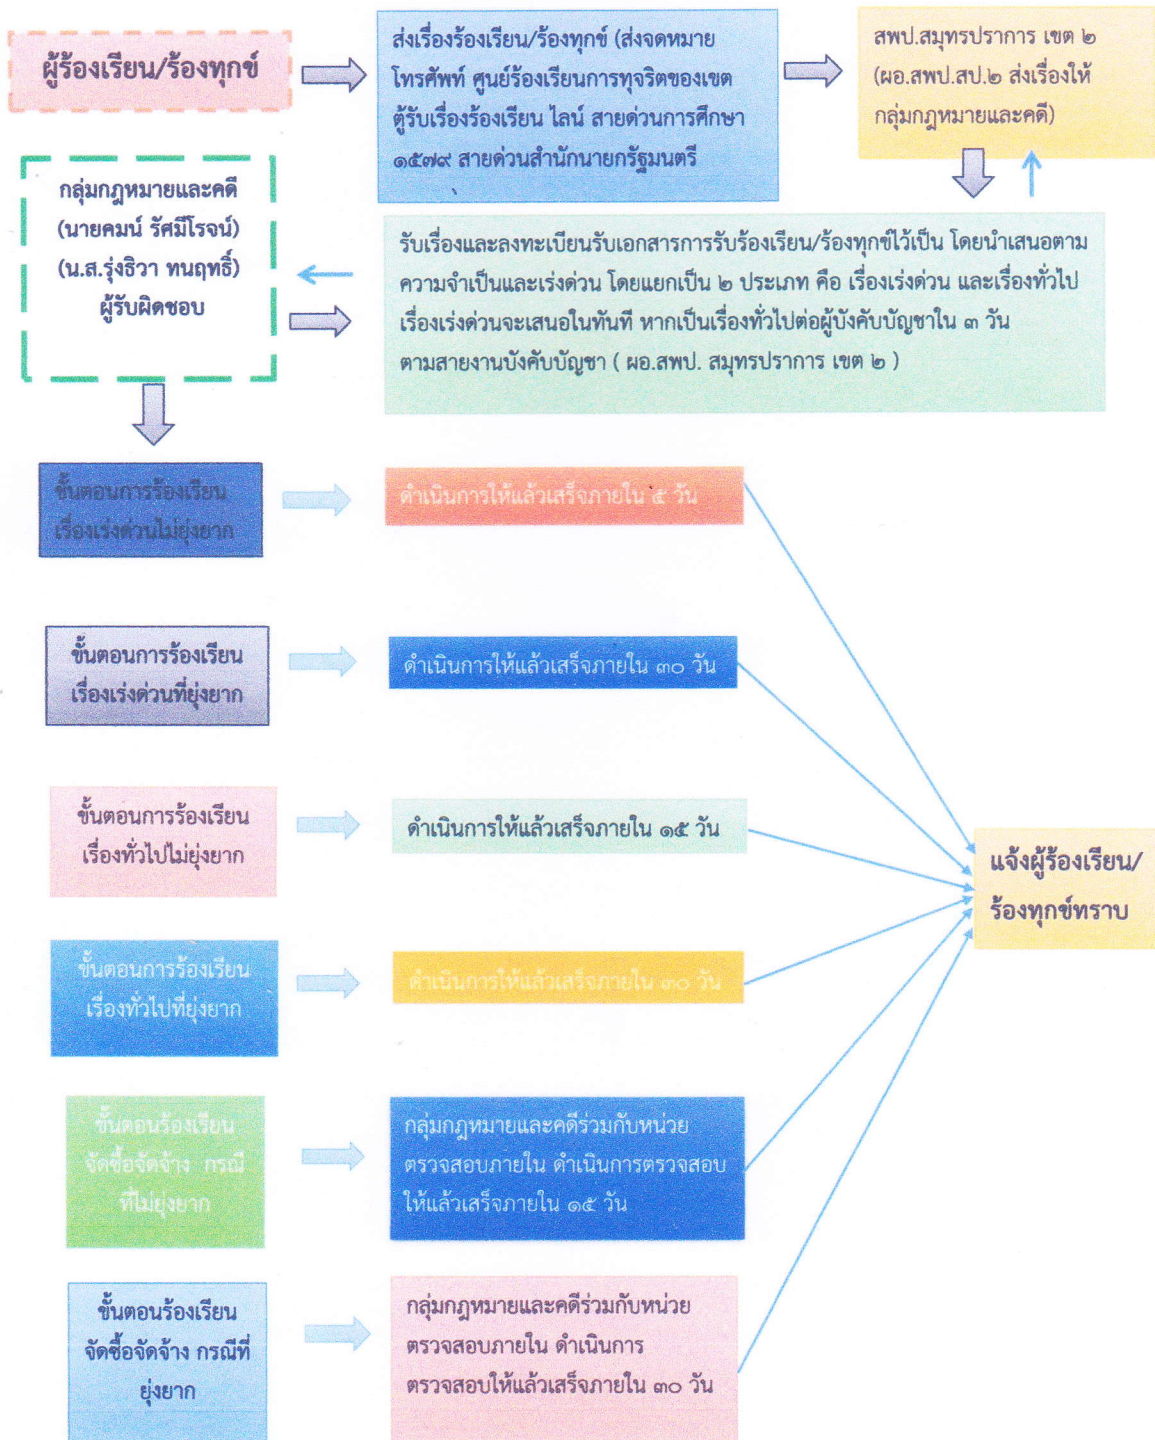 ผู้ร้องเรียน/ร้องทุกข์
ส่งเรื่องร้องเรียน/ร้องทุกข์ (ส่งจดหมาย
โทรศัพท์ ศูนย์ร้องเรียนการทุจริตของเขต
ตู้รับเรื่องร้องเรียน ไลน์ สายด่วนการศึกษา
๑๕๗๙ สายด่วนสำนักนายกรัฐมนตรี
สพป.สมุทรปราการ เขต ๒
(ผอ.สพป.สป.๒ ส่งเรื่องให้
กลุ่มกฎหมายและคดี)
กลุ่มกฎหมายและคดี
(นายคมน์ รัศมีโรจน์)
(น.ส.รุ่งธิวา ทนฤทธิ์)
ผู้รับผิดชอบ
รับเรื่องและลงทะเบียนรับเอกสารการรับร้องเรียน/ร้องทุกข์ไว้เป็น โดยนำเสนอตาม
ความจำเป็นและเร่งด่วน โดยแยกเป็น ๒ ประเภท คือ เรื่องเร่งด่วน และเรื่องทั่วไป
เรื่องเร่งด่วนจะเสนอในทันที หากเป็นเรื่องทั่วไปต่อผู้บังคับบัญชาใน ๓ วัน
ตามสายงานบังคับบัญชา ( ผอ.สพป. สมุทรปราการ เขต ๒ )
ขั้นตอนการร้องเรียน
เรื่องเร่งด่วนไม่ยุ่งยาก
ดำเนินการให้แล้วเสร็จภายใน ๕ วัน
ขั้นตอนการร้องเรียน
เรื่องเร่งด่วนที่ยุ่งยาก
ดำเนินการให้แล้วเสร็จภายใน ๓๐ วัน
ขั้นตอนการร้องเรียน
เรื่องทั่วไปไม่ยุ่งยาก
ดำเนินการให้แล้วเสร็จภายใน ๑๕ วัน
แจ้งผู้ร้องเรียน/
ร้องทุกข์ทราบ
ขั้นตอนการร้องเรียน
เรื่องทั่วไปที่ยุ่งยาก
ดำเนินการให้แล้วเสร็จภายใน ๓๐ วัน
ขั้นตอนร้องเรียน
จัดซื้อจัดจ้าง กรณี
ที่ไม่ยุ่งยาก
กลุ่มกฎหมายและคดีร่วมกับหน่วย
ตรวจสอบภายใน ดำเนินการตรวจสอบ
ให้แล้วเสร็จภายใน ๑๕ วัน
ขั้นตอนร้องเรียน
จัดซื้อจัดจ้าง กรณีที่
ยุ่งยาก
กลุ่มกฎหมายและคดีร่วมกับหน่วย
ตรวจสอบภายใน ดำเนินการ
ตรวจสอบให้แล้วเสร็จภายใน ๓๐ วัน